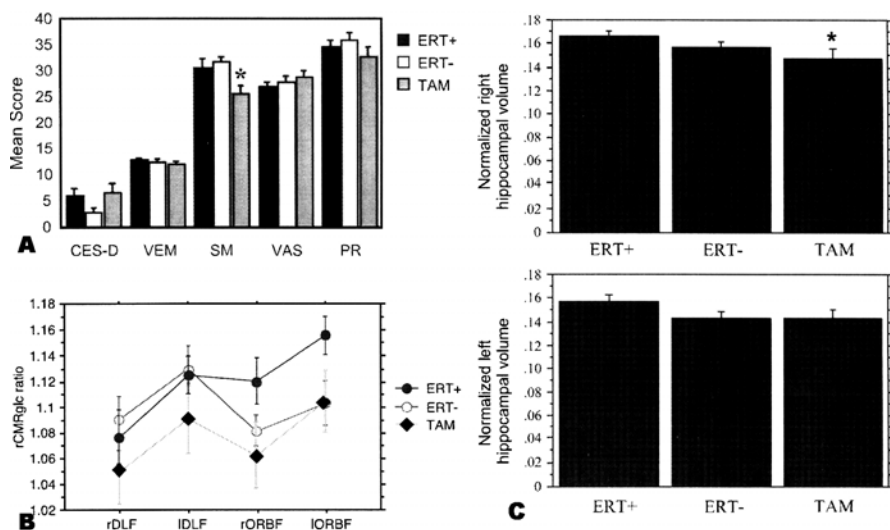 40
35
30
25
20
15
10
5
0
Mean Score
ERT+
ERT-
TAM
*
CES-D VEM SM VAS PR
A
1.18
1.16
1.14
1.12
1.1
1.08
1.06
1.04
1.02
rCMRglc ratio
ERT+
ERT-
TAM
rDLF lDLF rORBF lORBF
B
.18
.16
.14
.12
.10
.08
.06
.04
.02
0
Normalized right
hippocampal volume
*
ERT+ ERT- TAM
.18
.16
.14
.12
.10
.08
.06
.04
.02
0
Normalized left
hippocampal volume
ERT+ ERT- TAM
C